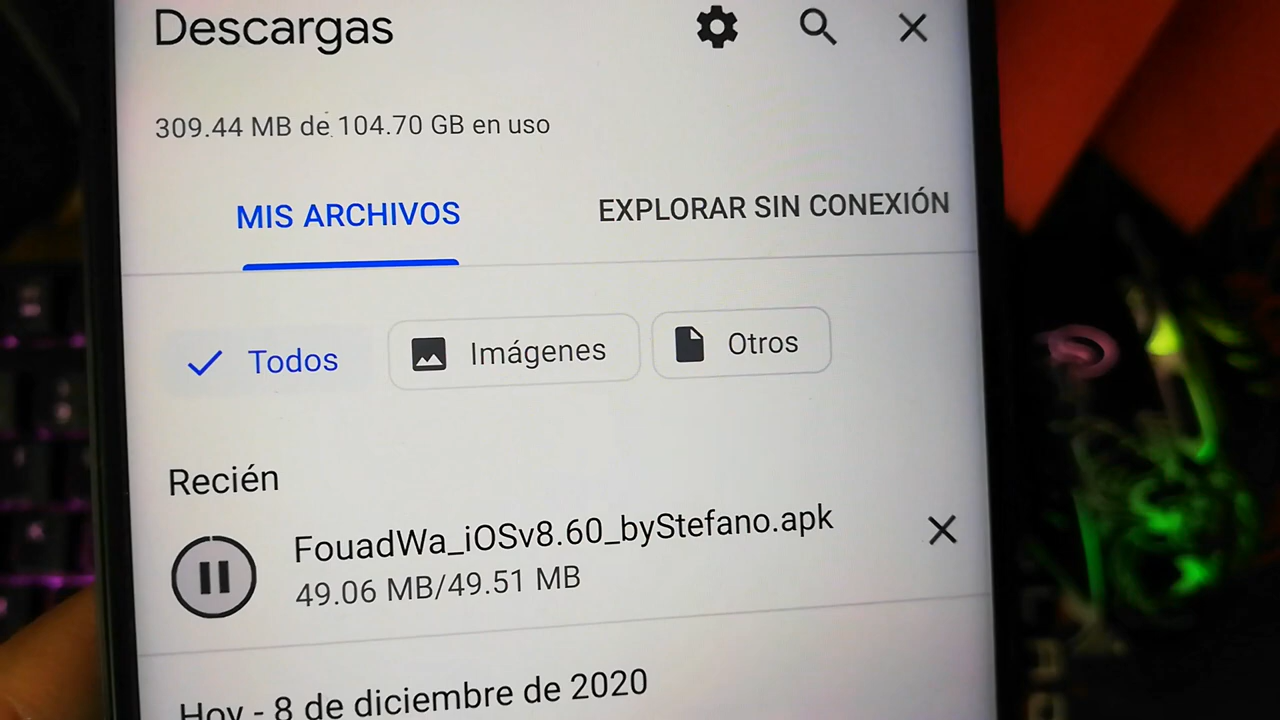 Descargas
309.44 MB de 104.70 GB en uso
MIS ARCHIVOS
EXPLORAR SIN CONEXIÓN
Todos
Imágenes
Otros
Recién
FouadWa_iOSv8.60_byStefano.apk
49.06 MB/49.51 MB
Hoy - 8 de diciembre de 2020